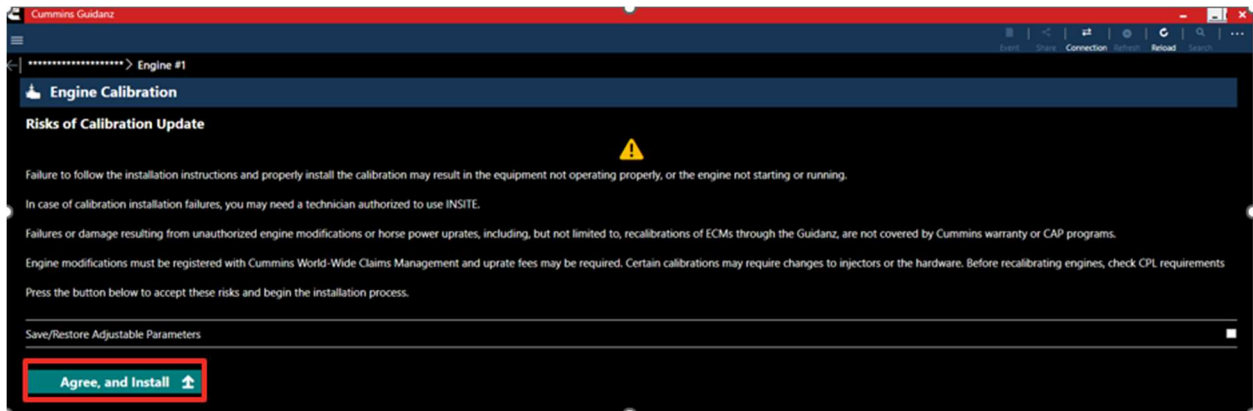 Cummins Guidanz
Event Share Connection Refresh Reload Search
******************** > Engine #1
Engine Calibration
Risks of Calibration Update
Failure to follow the installation instructions and properly install the calibration may result in the equipment not operating properly, or the engine not starting or running.
In case of calibration installation failures, you may need a technician authorized to use INSITE.
Failures or damage resulting from unauthorized engine modifications or horse power uprates, including, but not limited to, recalibrations of ECMs through the Guidanz, are not covered by Cummins warranty or CAP programs.
Engine modifications must be registered with Cummins World-Wide Claims Management and uprate fees may be required. Certain calibrations may require changes to injectors or the hardware. Before recalibrating engines, check CPL requirements
Press the button below to accept these risks and begin the installation process.
Save/Restore Adjustable Parameters
Agree, and Install